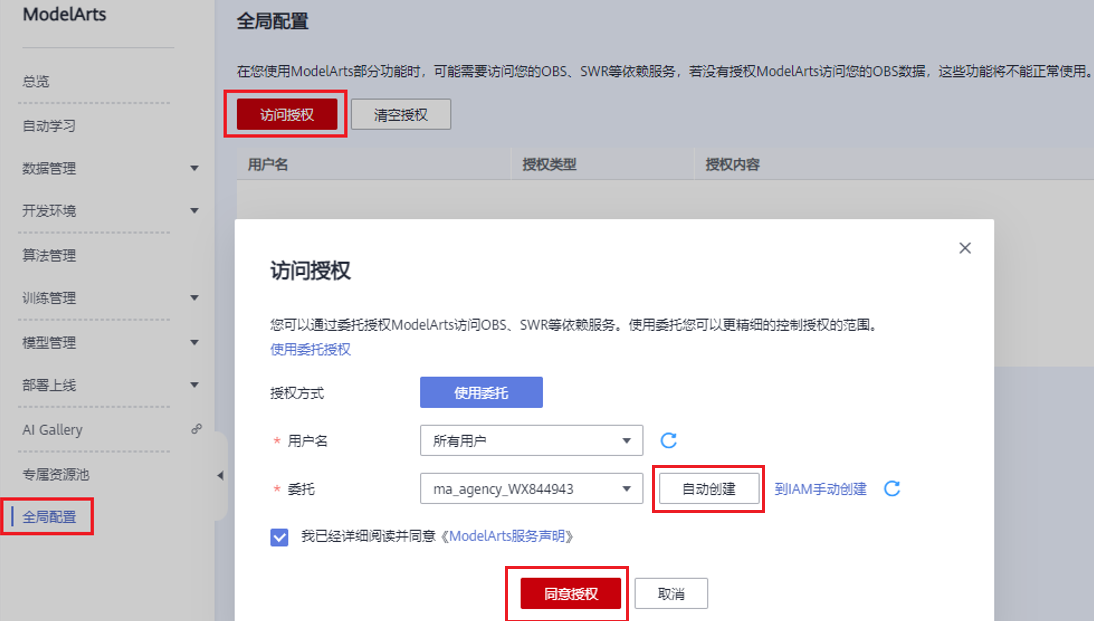 ModelArts
总览
自动学习
数据管理
开发环境
算法管理
训练管理
模型管理
部署上线
AI Gallery
专属资源池
全局配置
全局配置
在您使用ModelArts部分功能时，可能需要访问您的OBS、SWR等依赖服务，若没有授权ModelArts访问您的OBS数据，这些功能将不能正常使用。
访问授权 清空授权
用户名 授权类型 授权内容
访问授权
您可以通过委托授权ModelArts访问OBS、SWR等依赖服务。使用委托您可以更精细的控制授权的范围。
使用委托授权
授权方式 使用委托
* 用户名 所有用户
* 委托 ma_agency_WX844943 自动创建 到IAM手动创建
我已经详细阅读并同意《ModelArts服务声明》
同意授权 取消